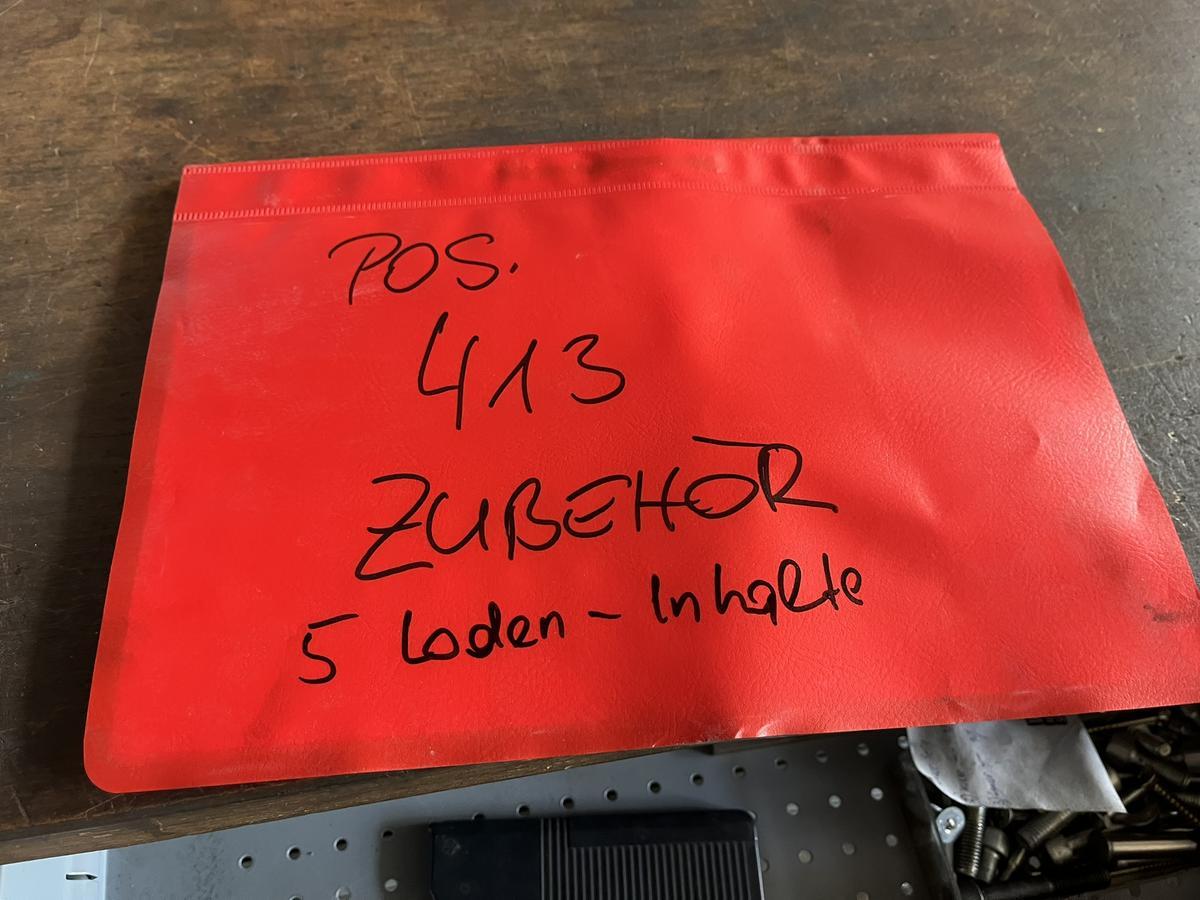 POS.
413
ZUBEHÖR
5 Laden - Inhalte